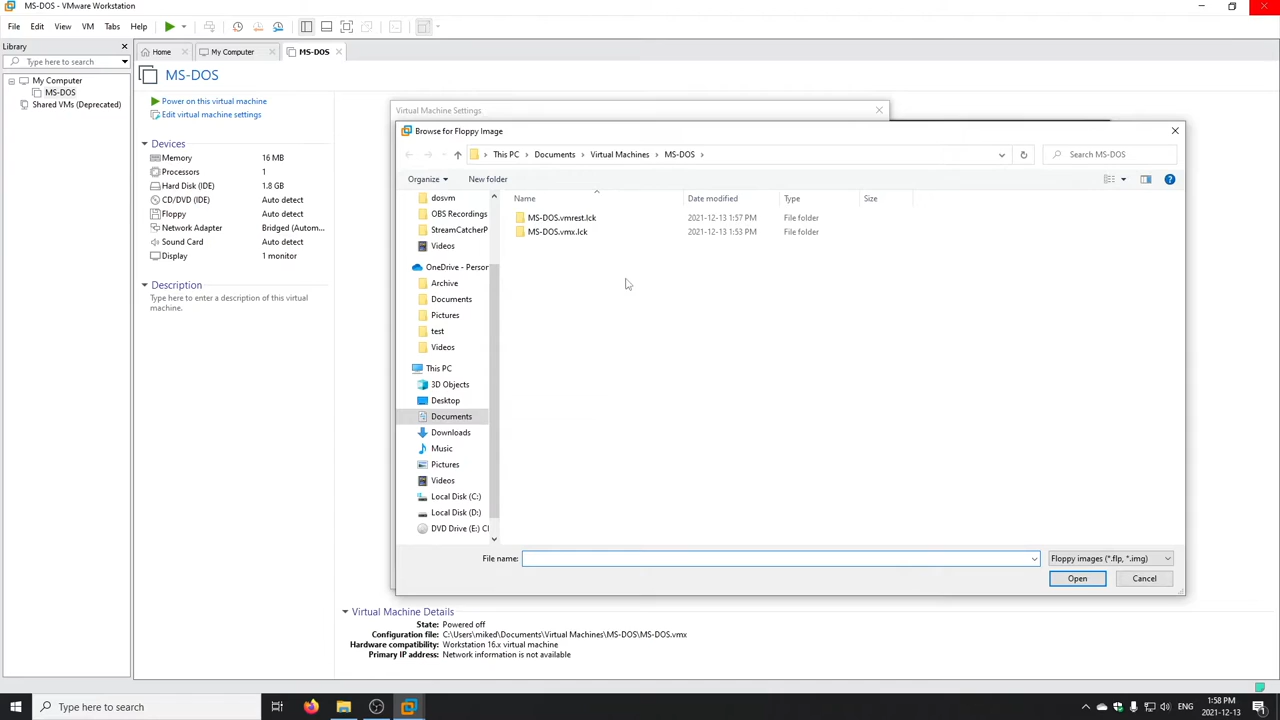 MS-DOS - VMware Workstation
File Edit View VM Tabs Help
Library
Type here to search
My Computer
MS-DOS
Shared VMs (Deprecated)
Home My Computer MS-DOS
MS-DOS
Power on this virtual machine
Edit virtual machine settings
Devices
Memory 16 MB
Processors 1
Hard Disk (IDE) 1.8 GB
CD/DVD (IDE) Auto detect
Floppy Auto detect
Network Adapter Bridged (Autom...
Sound Card Auto detect
Display 1 monitor
Description
Type here to enter a description of this virtual
machine.
Virtual Machine Settings
Browse for Floppy Image
This PC Documents Virtual Machines MS-DOS
Search MS-DOS
Organize New folder
dosvm
OBS Recordings
StreamCatcherP
Videos
OneDrive - Person
Archive
Documents
Pictures
test
Videos
This PC
3D Objects
Desktop
Documents
Downloads
Music
Pictures
Videos
Local Disk (C:)
Local Disk (D:)
DVD Drive (E:) C
Name Date modified Type Size
MS-DOS.vmrest.lck 2021-12-13 1:57 PM File folder
MS-DOS.vmx.lck 2021-12-13 1:53 PM File folder
File name:
Floppy images (*.flp, *.img)
Open Cancel
Virtual Machine Details
State: Powered off
Configuration file: C:\Users\miked\Documents\Virtual Machines\MS-DOS\MS-DOS.vmx
Hardware compatibility: Workstation 16.x virtual machine
Primary IP address: Network information is not available
Type here to search
ENG
1:58 PM
2021-12-13
1